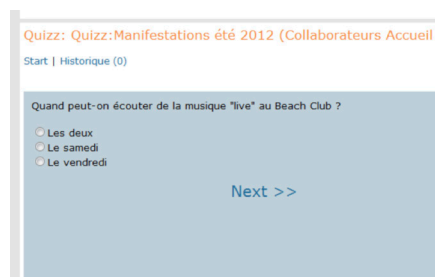 Quizz: Quizz:Manifestations été 2012 (Collaborateurs Accueil
Start | Historique (0)
Quand peut-on écouter de la musique "live" au Beach Club ?
Les deux
Le samedi
Le vendredi
Next >>